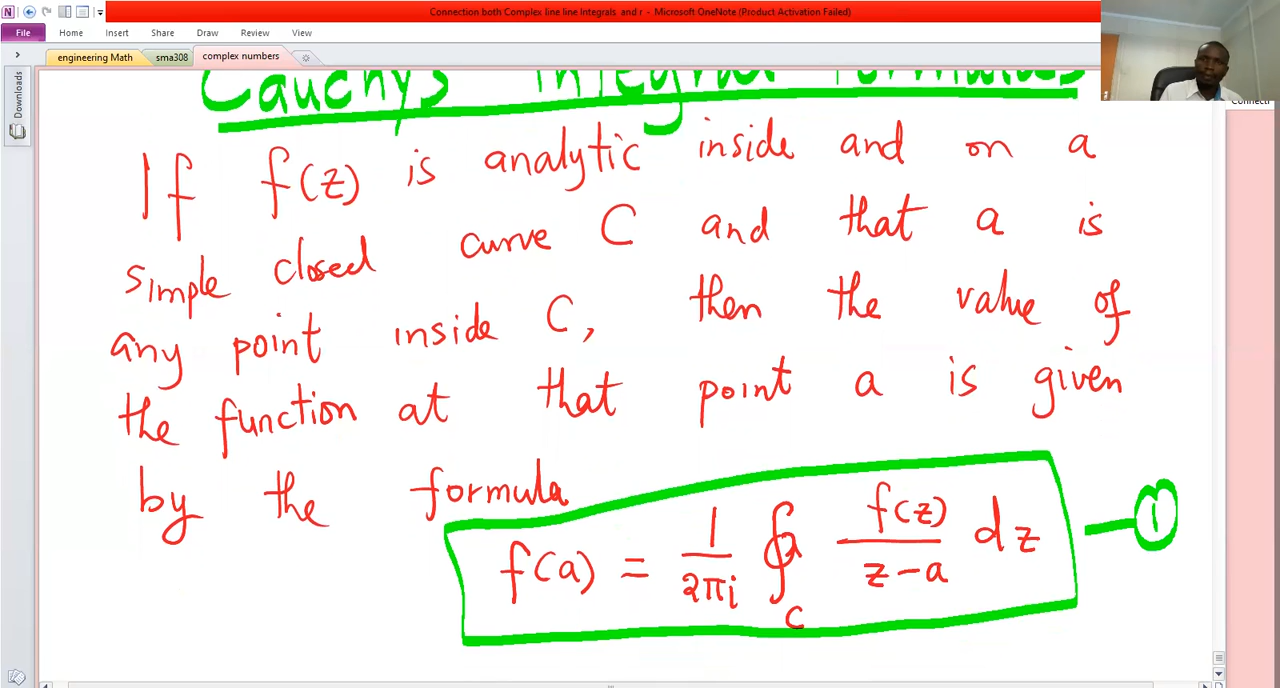 Connection both Complex line line Integrals and r - Microsoft OneNote (Product Activation Failed)
File Home Insert Share Draw Review View
engineering Math sma308 complex numbers
Downloads
Connecti
Cauchy's Integral formulae
If f(z) is analytic inside and on a
simple closed curve C and that a is
any point inside C, then the value of
the function at that point a is given
by the formula
f(a) = 1/2πi ∮_C f(z)/z-a dz — 1